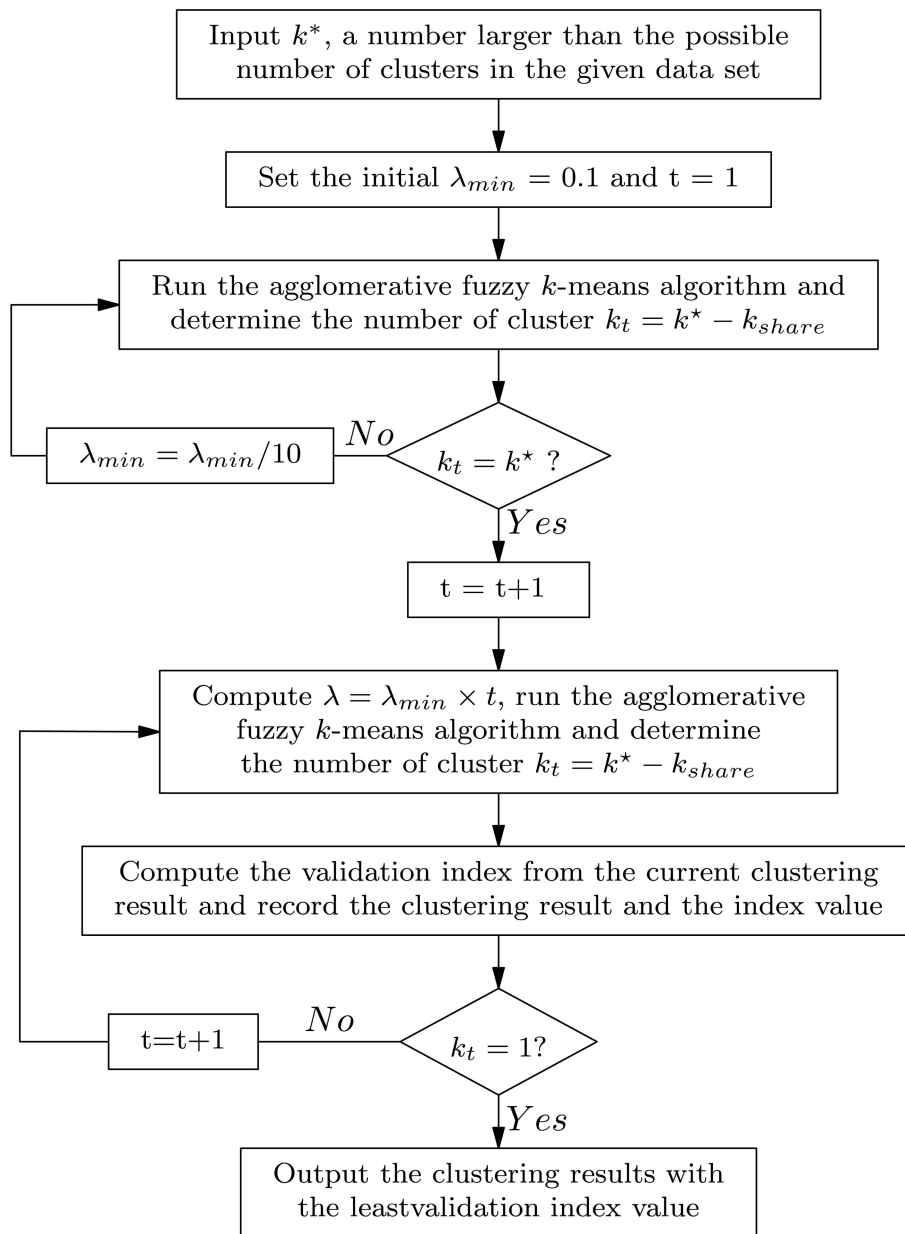 Input k*, a number larger than the possible
number of clusters in the given data set
Set the initial λ_min = 0.1 and t = 1
Run the agglomerative fuzzy k-means algorithm and
determine the number of cluster k_t = k⋆ − k_share
No
λ_min = λ_min/10
k_t = k⋆ ?
Yes
t = t+1
Compute λ = λ_min × t, run the agglomerative
fuzzy k-means algorithm and determine
the number of cluster k_t = k⋆ − k_share
Compute the validation index from the current clustering
result and record the clustering result and the index value
No
t=t+1
k_t = 1?
Yes
Output the clustering results with
the leastvalidation index value